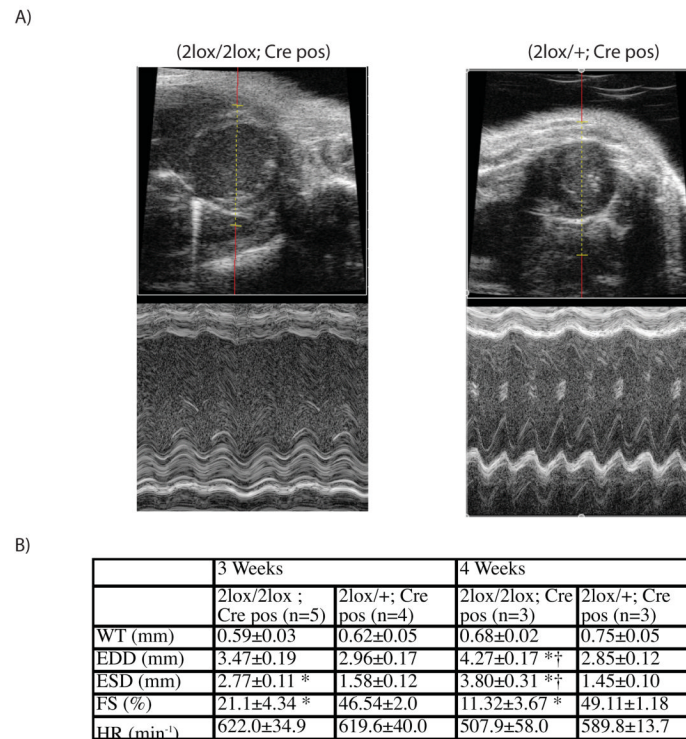 A)
(2lox/2lox; Cre pos)
(2lox/+; Cre pos)
B)
3 Weeks
4 Weeks
2lox/2lox ; Cre pos (n=5)
2lox/+; Cre pos (n=4)
2lox/2lox; Cre pos (n=3)
2lox/+; Cre pos (n=3)
WT (mm) 0.59±0.03 0.62±0.05 0.68±0.02 0.75±0.05
EDD (mm) 3.47±0.19 2.96±0.17 4.27±0.17 *† 2.85±0.12
ESD (mm) 2.77±0.11 * 1.58±0.12 3.80±0.31 *† 1.45±0.10
FS (%) 21.1±4.34 * 46.54±2.0 11.32±3.67 * 49.11±1.18
HR (min⁻¹) 622.0±34.9 619.6±40.0 507.9±58.0 589.8±13.7